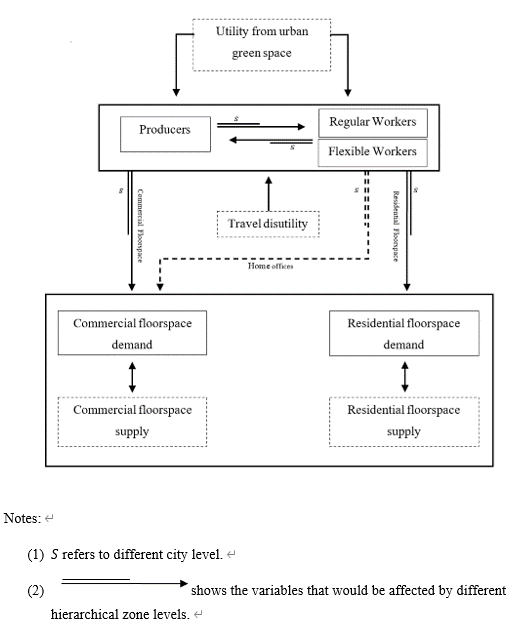 Utility from urban
green space
Producers
s
s
Regular Workers
Flexible Workers
s
Commercial Floorspace
Travel disutility
s
Residential Floorspace
s
Home offices
Commercial floorspace
demand
Residential floorspace
demand
Commercial floorspace
supply
Residential floorspace
supply
Notes: ↵
(1) S refers to different city level. ↵
(2) shows the variables that would be affected by different
hierarchical zone levels. ↵